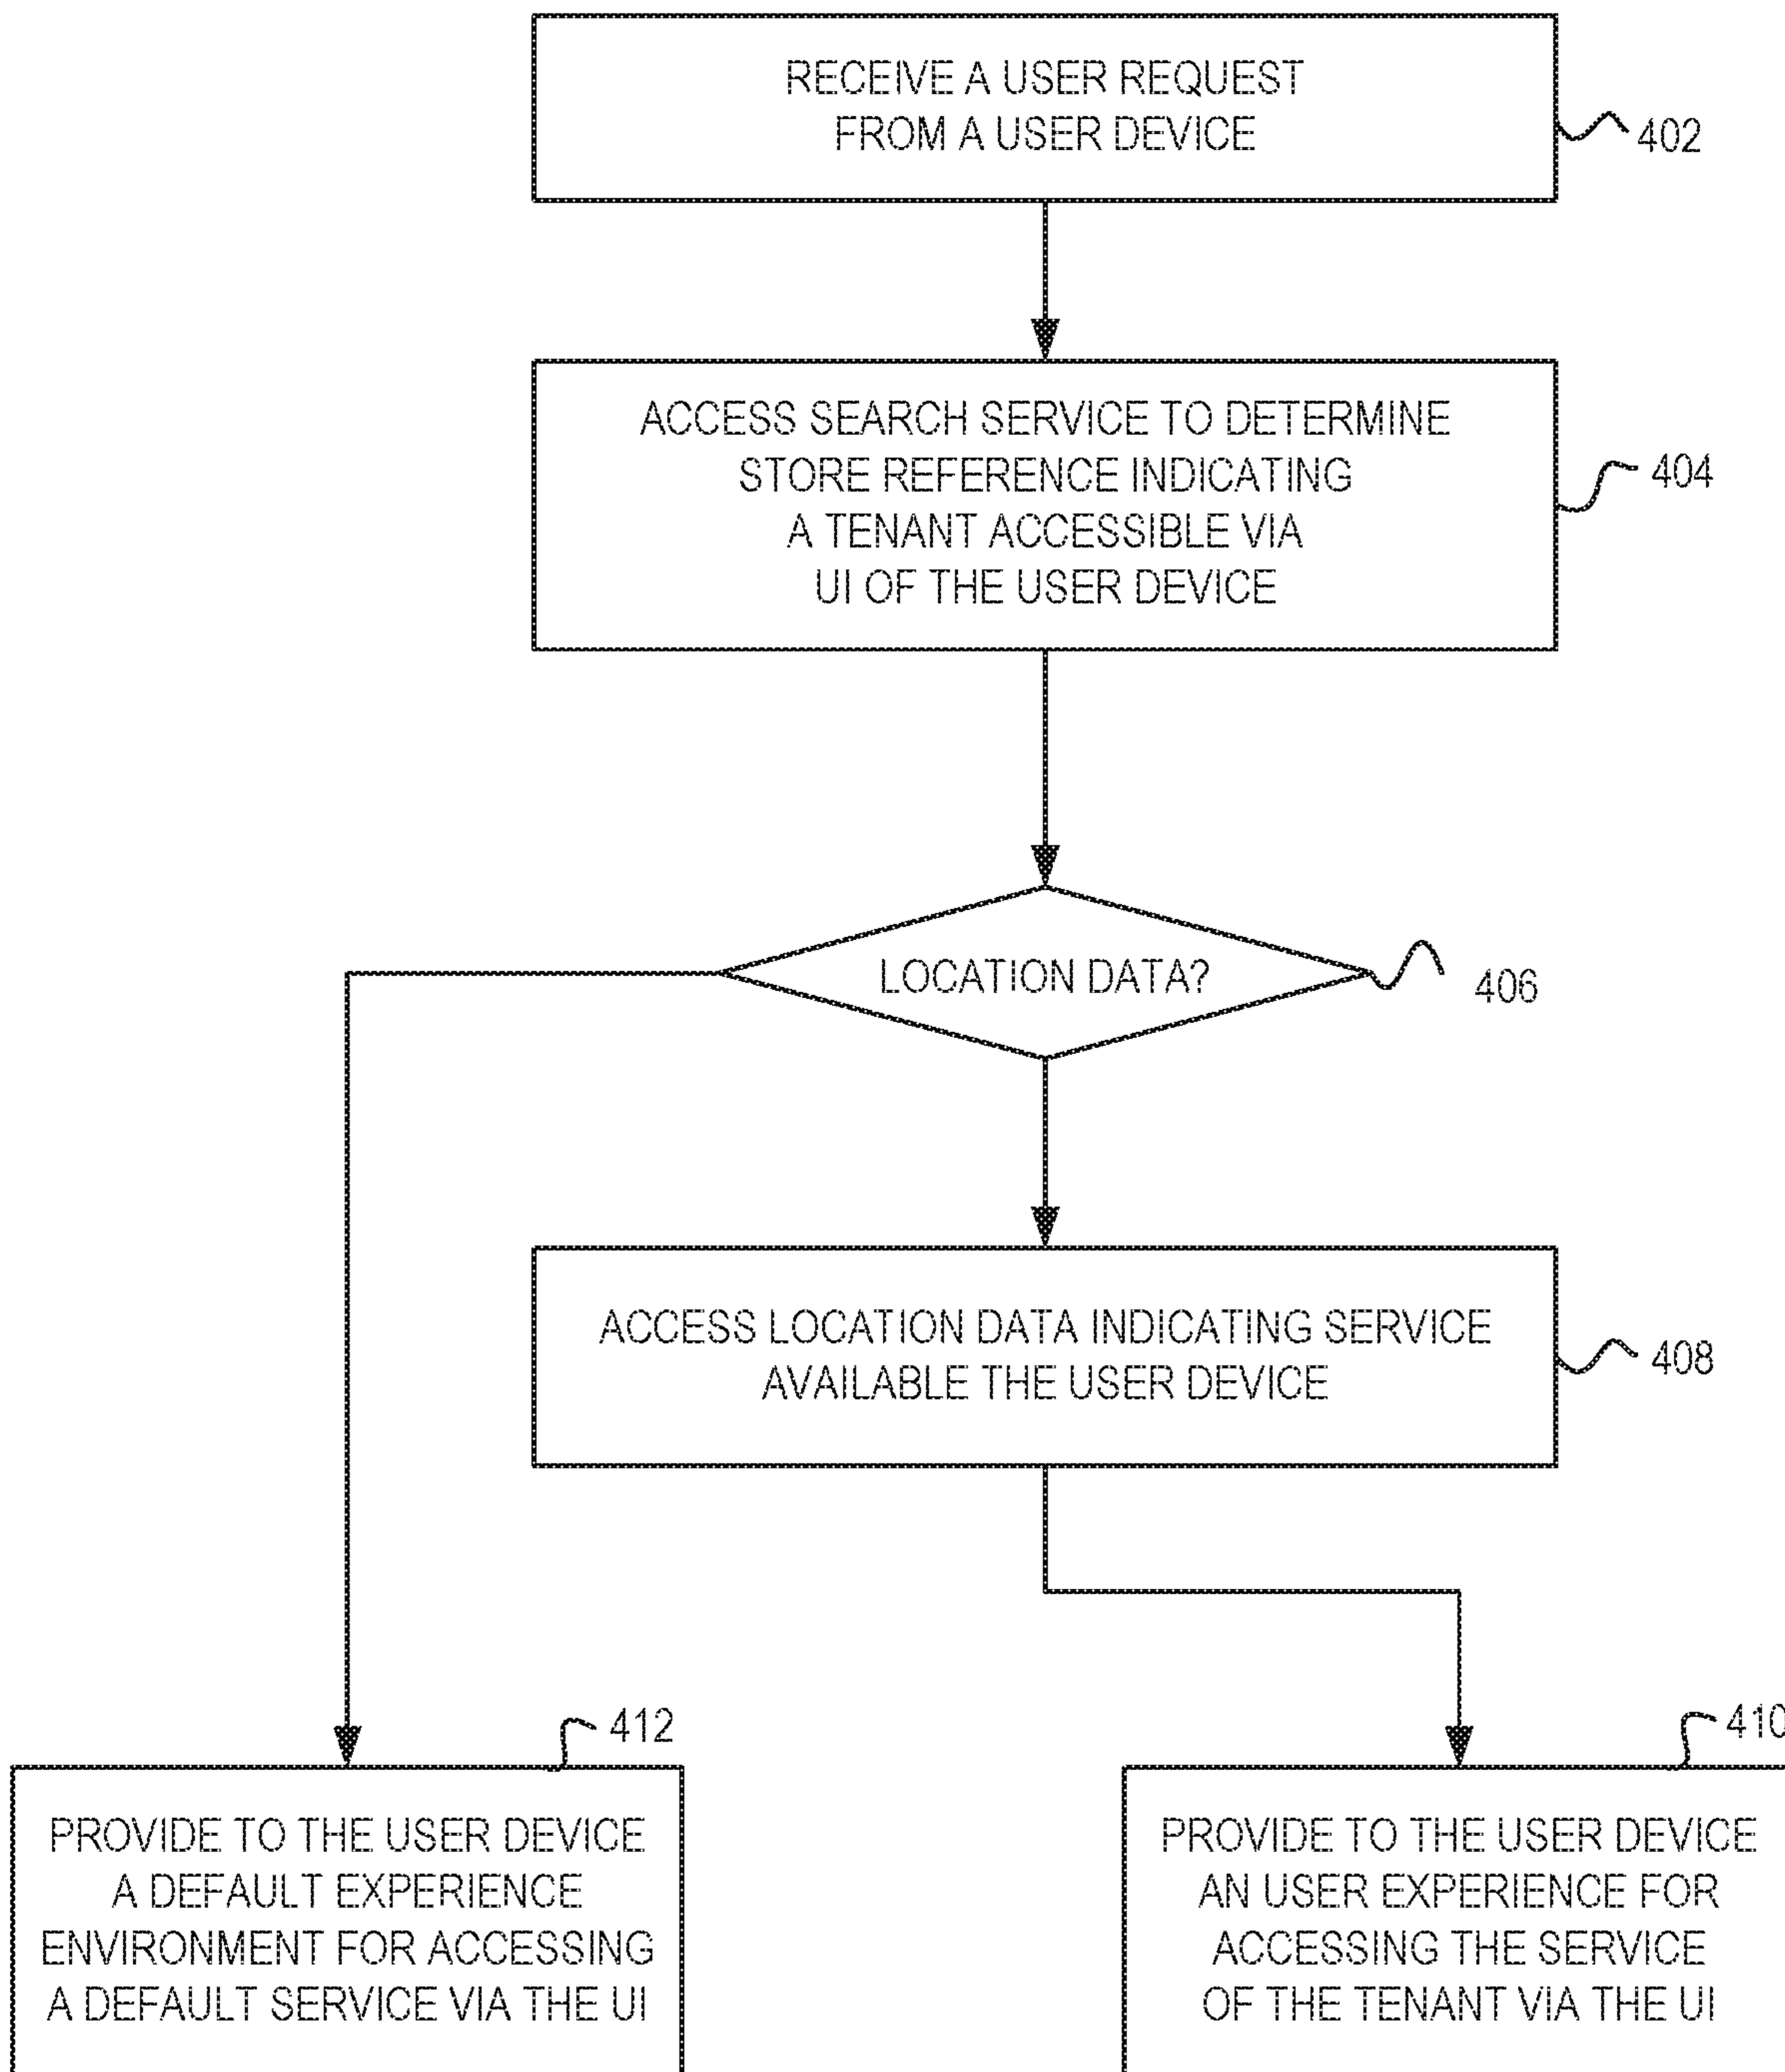 RECEIVE A USER REQUEST
FROM A USER DEVICE
402
ACCESS SEARCH SERVICE TO DETERMINE
STORE REFERENCE INDICATING
A TENANT ACCESSIBLE VIA
UI OF THE USER DEVICE
404
LOCATION DATA?
406
ACCESS LOCATION DATA INDICATING SERVICE
AVAILABLE THE USER DEVICE
408
412
PROVIDE TO THE USER DEVICE
A DEFAULT EXPERIENCE
ENVIRONMENT FOR ACCESSING
A DEFAULT SERVICE VIA THE UI
410
PROVIDE TO THE USER DEVICE
AN USER EXPERIENCE FOR
ACCESSING THE SERVICE
OF THE TENANT VIA THE UI